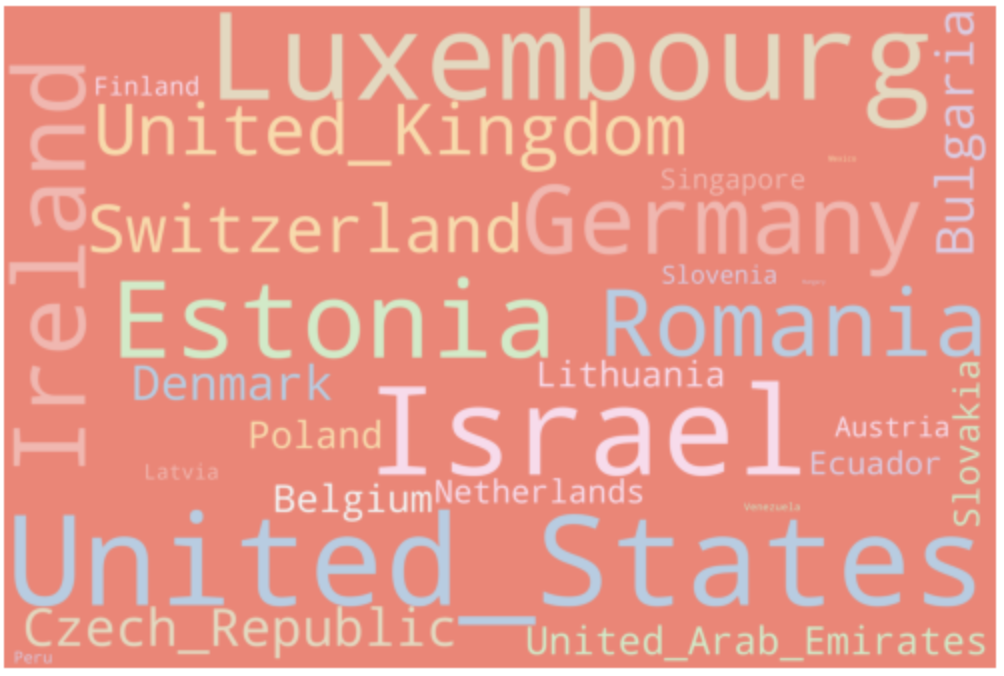 Luxembourg
Bulgaria
Ireland
Finland
United_Kingdom
Singapore
Switzerland
Germany
Slovenia
Estonia
Romania
Denmark
Lithuania
Israel
Slovakia
Poland
Austria
Ecuador
Latvia
Belgium
Netherlands
Venezuela
United_States
Czech_Republic
United_Arab_Emirates
Peru